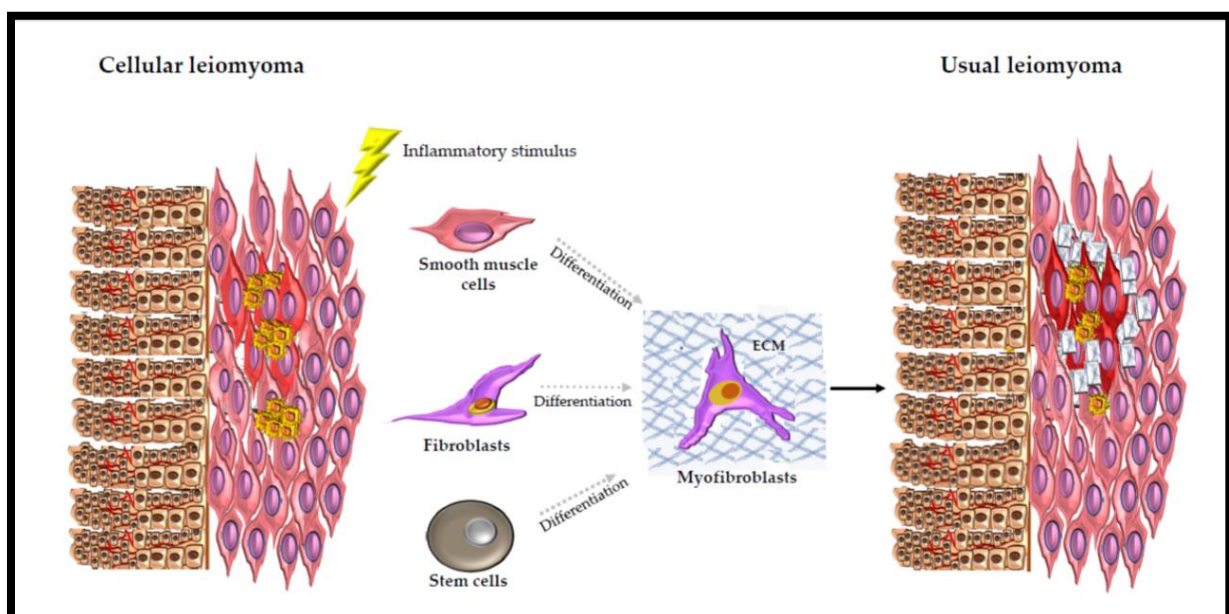 Cellular leiomyoma
Usual leiomyoma
Inflammatory stimulus
Smooth muscle
cells
Differentiation
ECM
Differentiation
Fibroblasts
Myofibroblasts
Differentiation
Stem cells